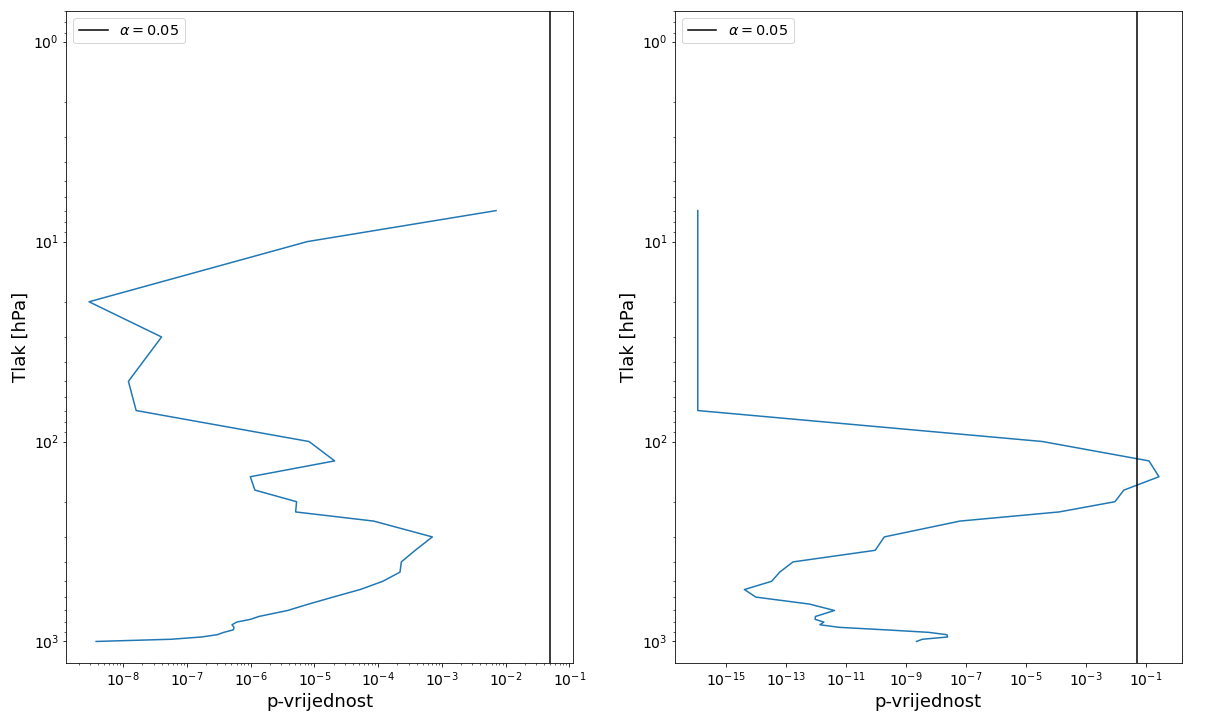 α = 0.05
10⁰
10¹
10²
10³
Tlak [hPa]
10⁻⁸ 10⁻⁷ 10⁻⁶ 10⁻⁵ 10⁻⁴ 10⁻³ 10⁻² 10⁻¹
p-vrijednost
α = 0.05
10⁰
10¹
10²
10³
Tlak [hPa]
10⁻¹⁵ 10⁻¹³ 10⁻¹¹ 10⁻⁹ 10⁻⁷ 10⁻⁵ 10⁻³ 10⁻¹
p-vrijednost